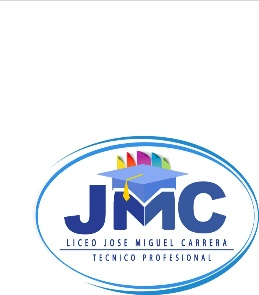 JMC
LICEO JOSE MIGUEL CARRERA
TECNICO PROFESIONAL